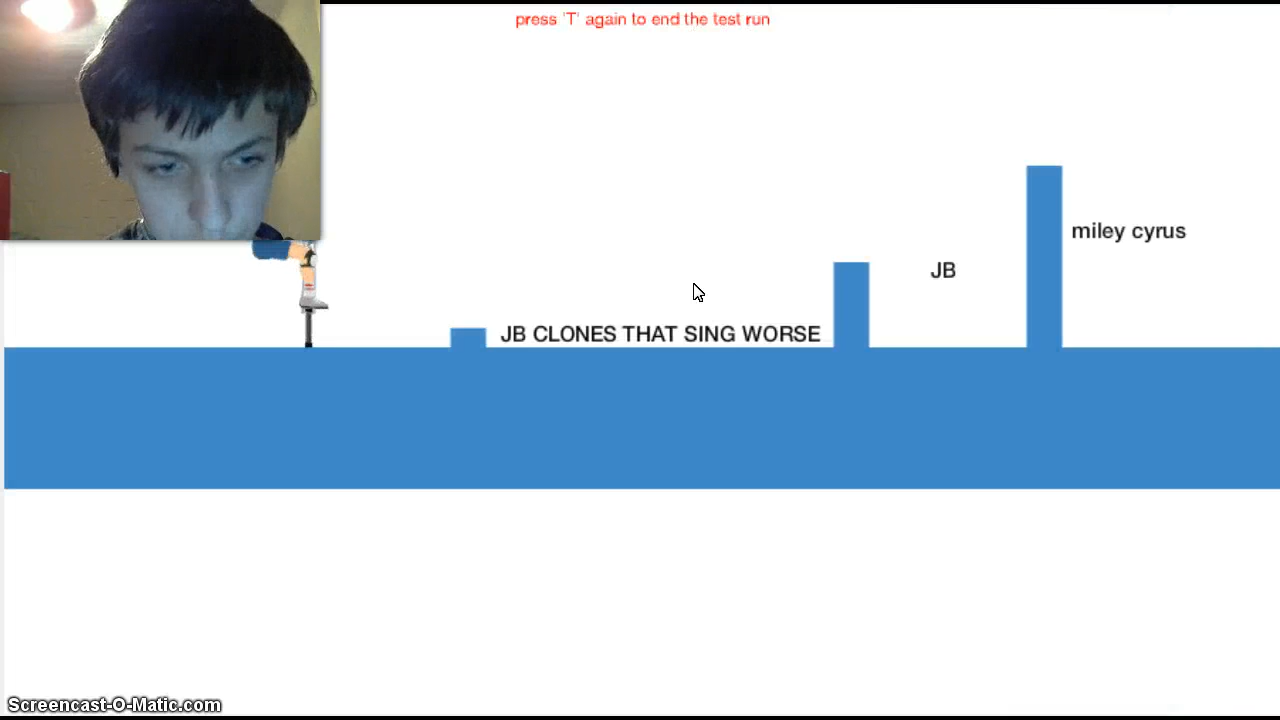 press 'T' again to end the test run
miley cyrus
JB
JB CLONES THAT SING WORSE
Screencast-O-Matic.com